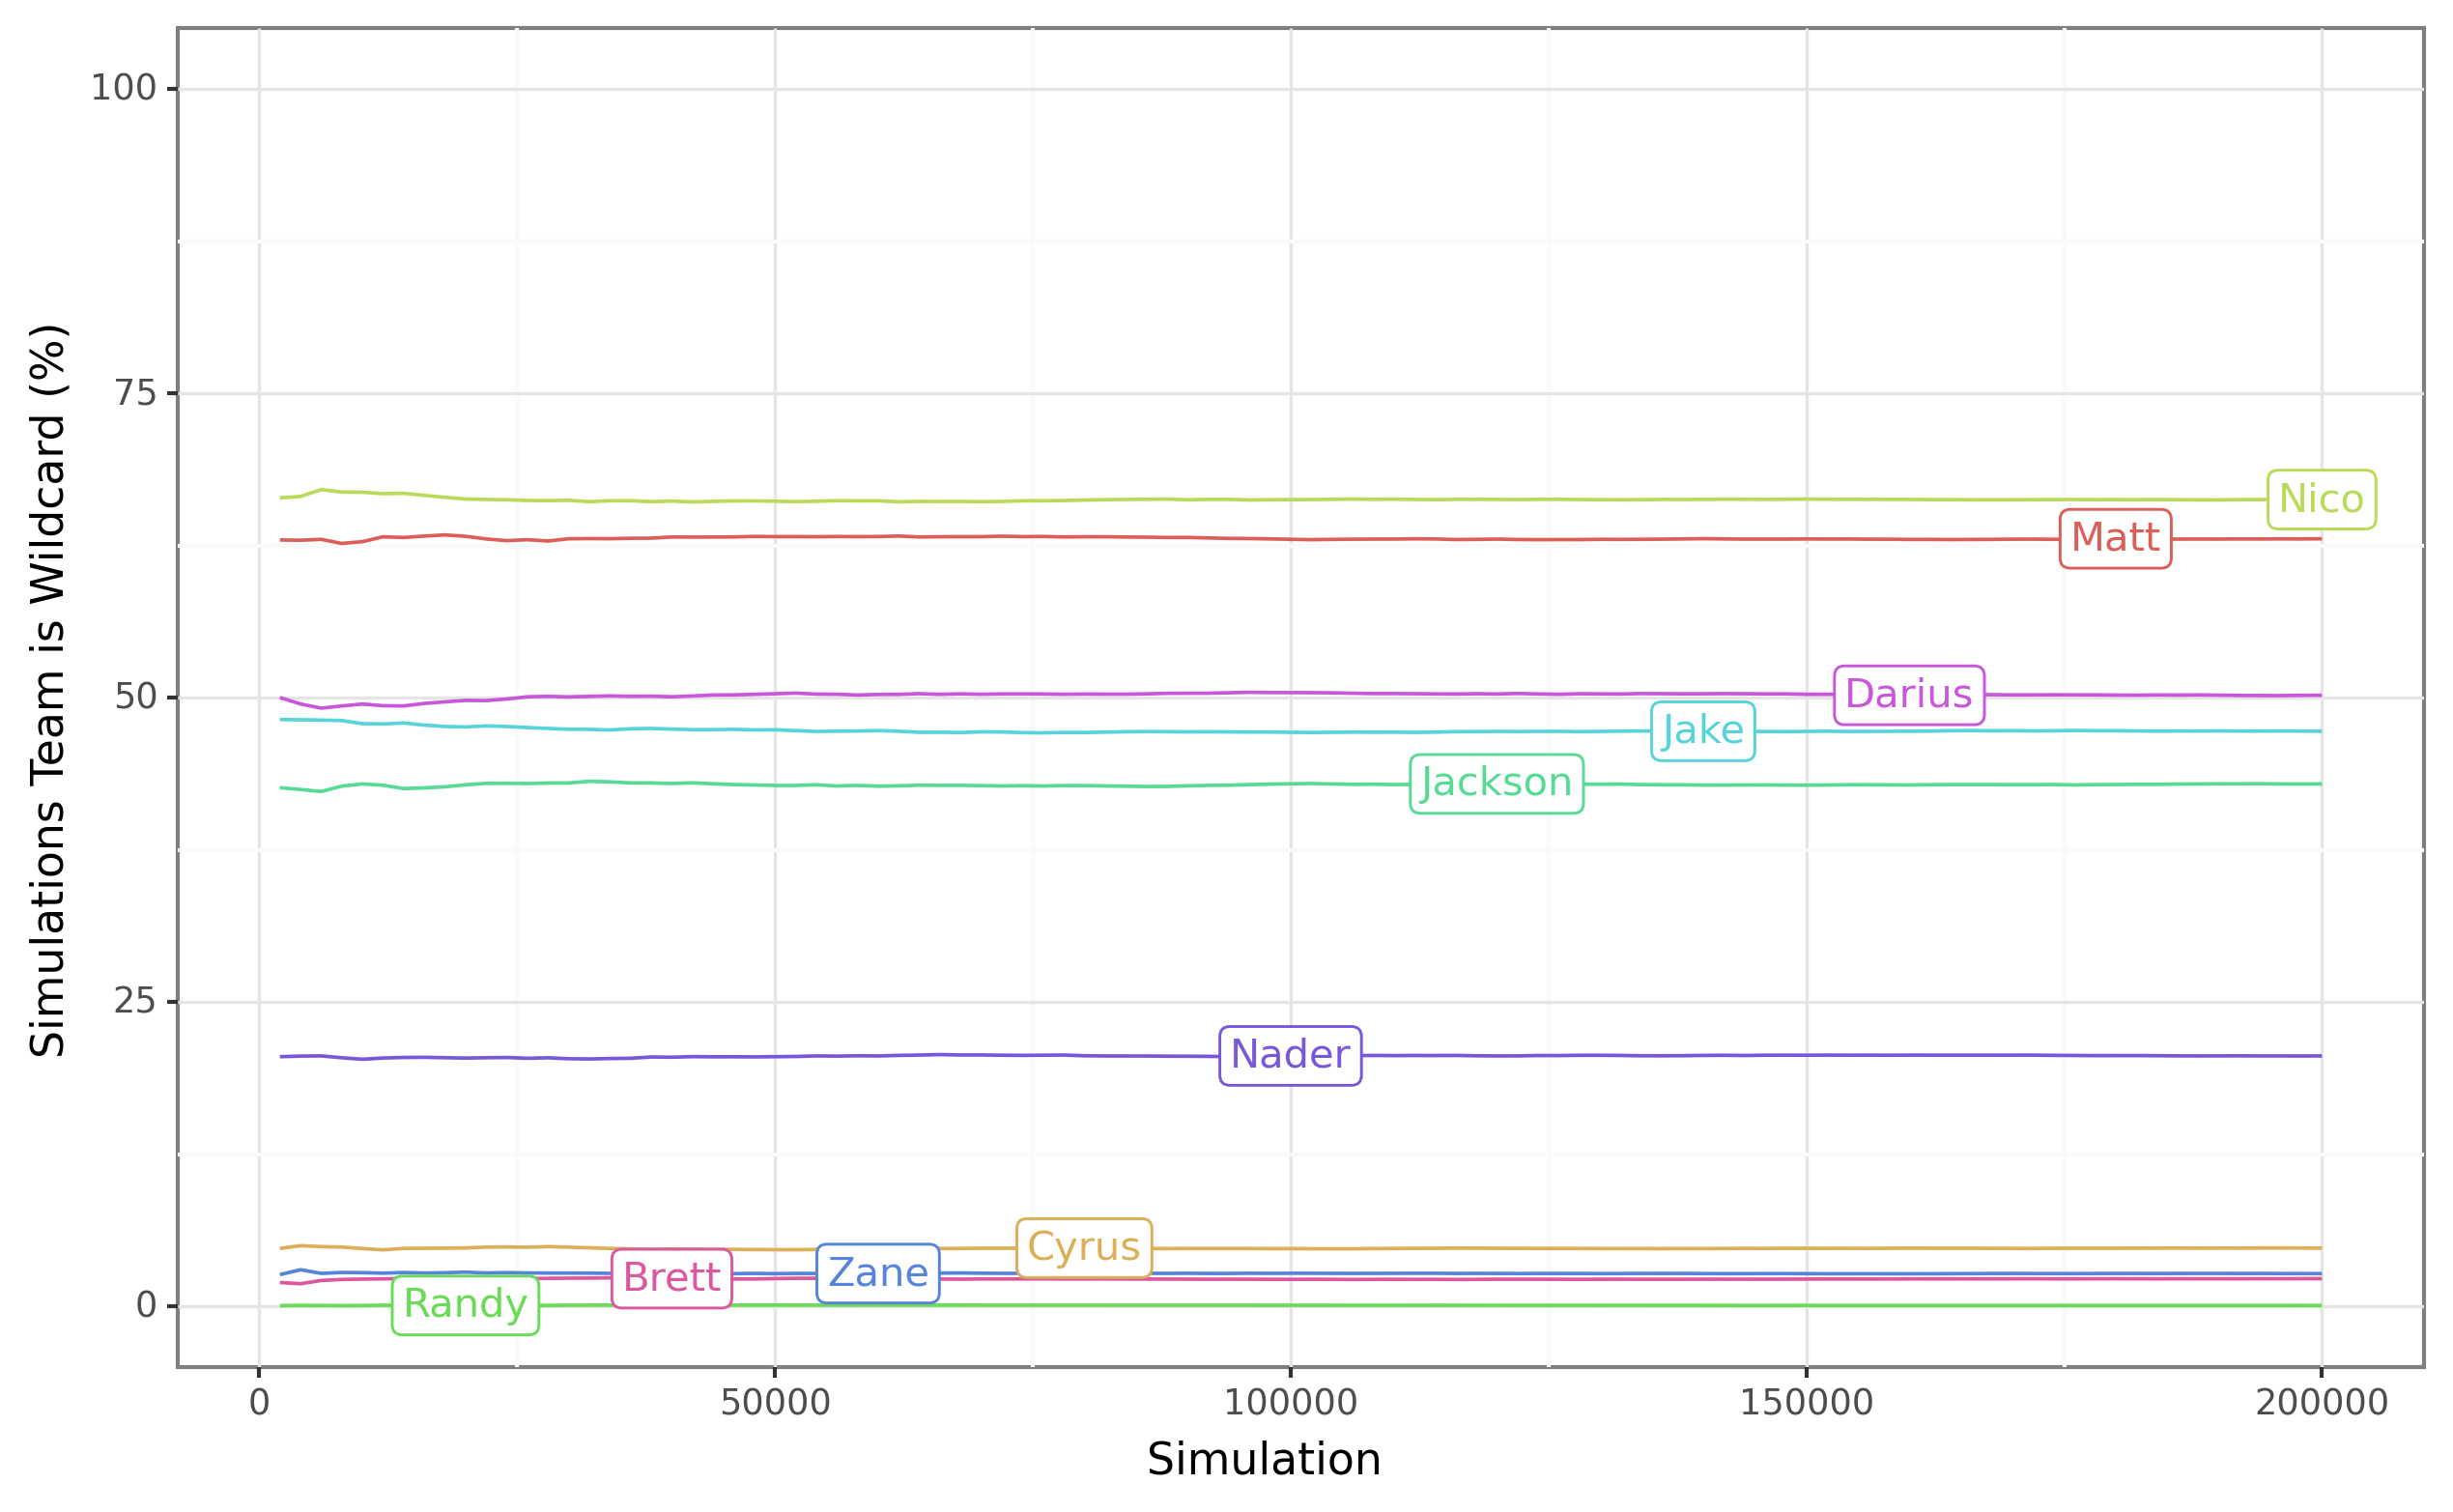 Simulations Team is Wildcard (%)
100
75
50
25
0
Nico
Matt
Darius
Jake
Jackson
Nader
Cyrus
Zane
Brett
Randy
0 50000 100000 150000 200000
Simulation